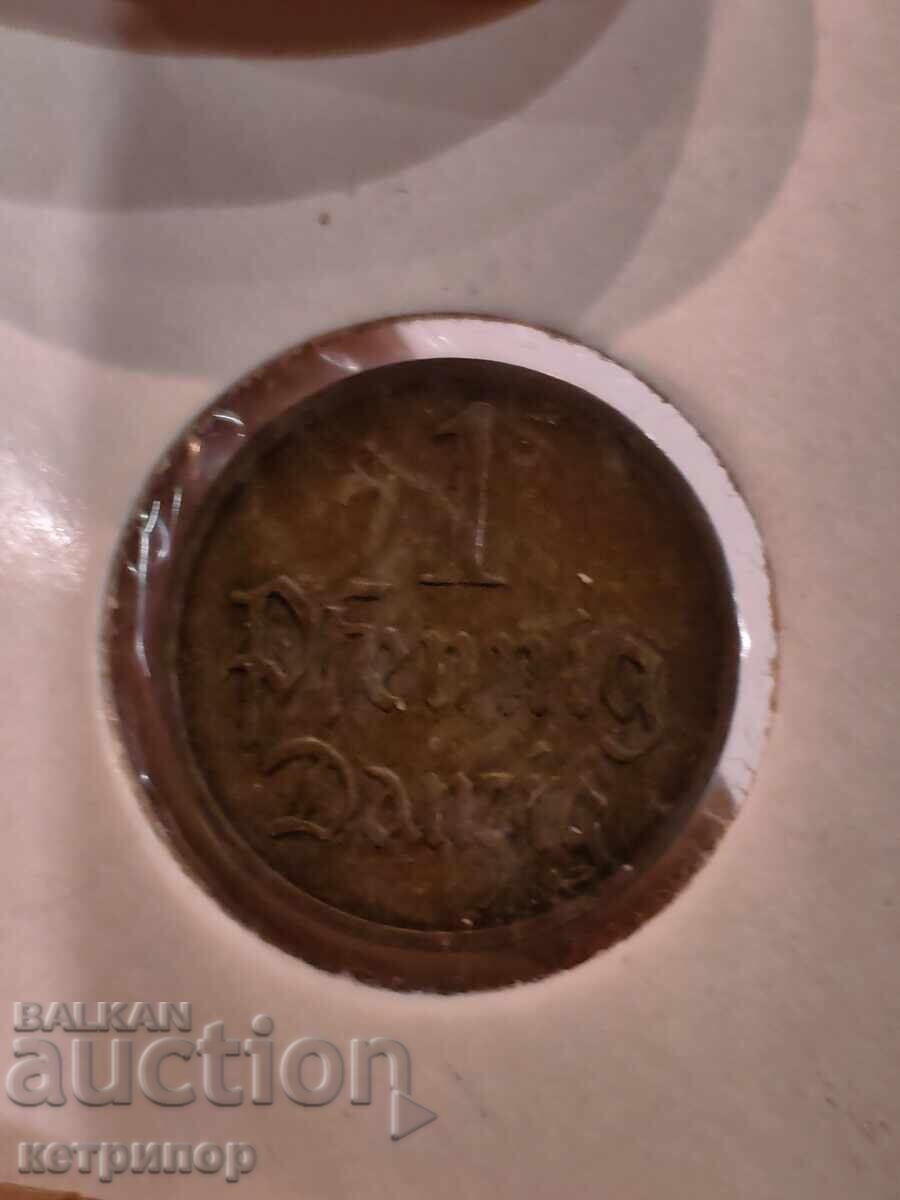 1
Pfennig
Danzig
BALKAN
auction
кетрипор